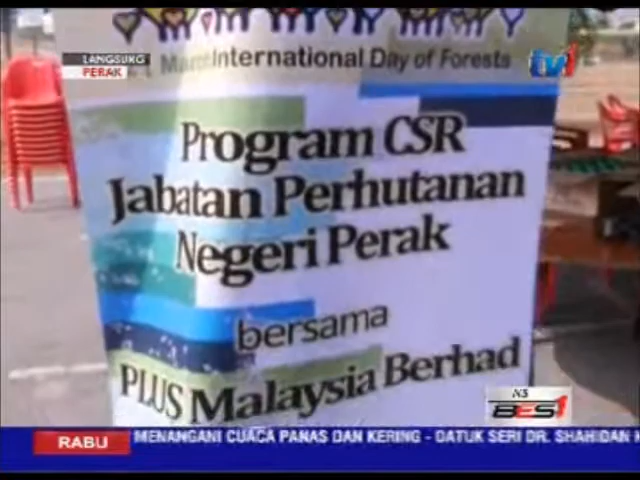 LANGSUNG
PERAK
International Day of Forests
tv1
Program CSR
Jabatan Perhutanan
Negeri Perak
bersama
PLUS Malaysia Berhad
N5
BES1
RABU
MENANGANI CUACA PANAS DAN KERING - DATUK SERI DR. SHAHIDAN K